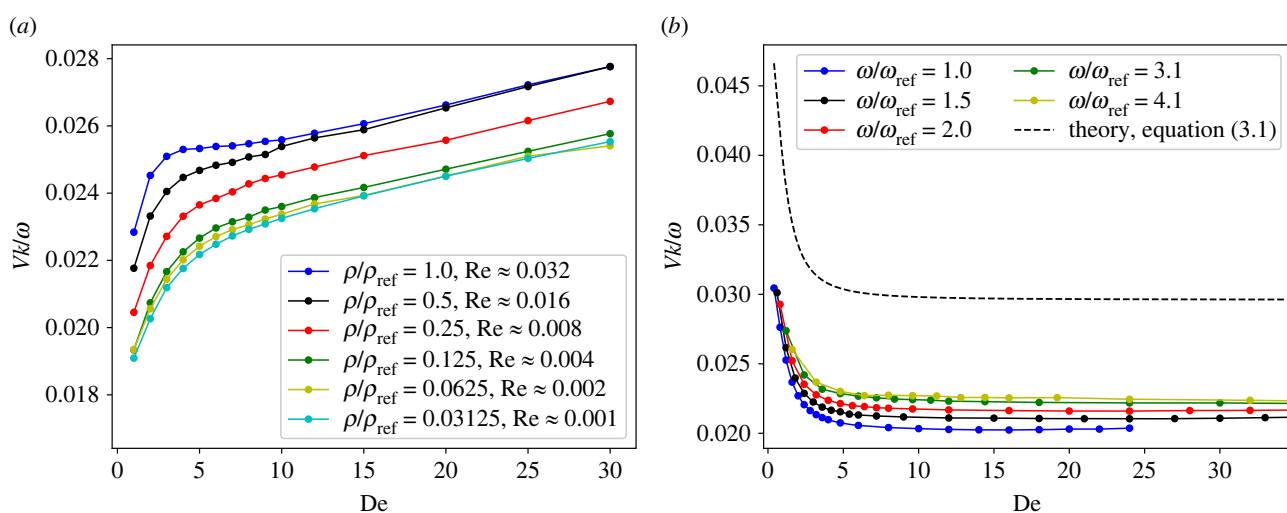 (a)
0.028
0.026
0.024
0.022
0.020
0.018
Vk/ω
0 5 10 15 20 25 30
De
ρ/ρref = 1.0, Re ≈ 0.032
ρ/ρref = 0.5, Re ≈ 0.016
ρ/ρref = 0.25, Re ≈ 0.008
ρ/ρref = 0.125, Re ≈ 0.004
ρ/ρref = 0.0625, Re ≈ 0.002
ρ/ρref = 0.03125, Re ≈ 0.001
(b)
0.045
0.040
0.035
0.030
0.025
0.020
Vk/ω
0 5 10 15 20 25 30
De
ω/ωref = 1.0
ω/ωref = 1.5
ω/ωref = 2.0
ω/ωref = 3.1
ω/ωref = 4.1
theory, equation (3.1)